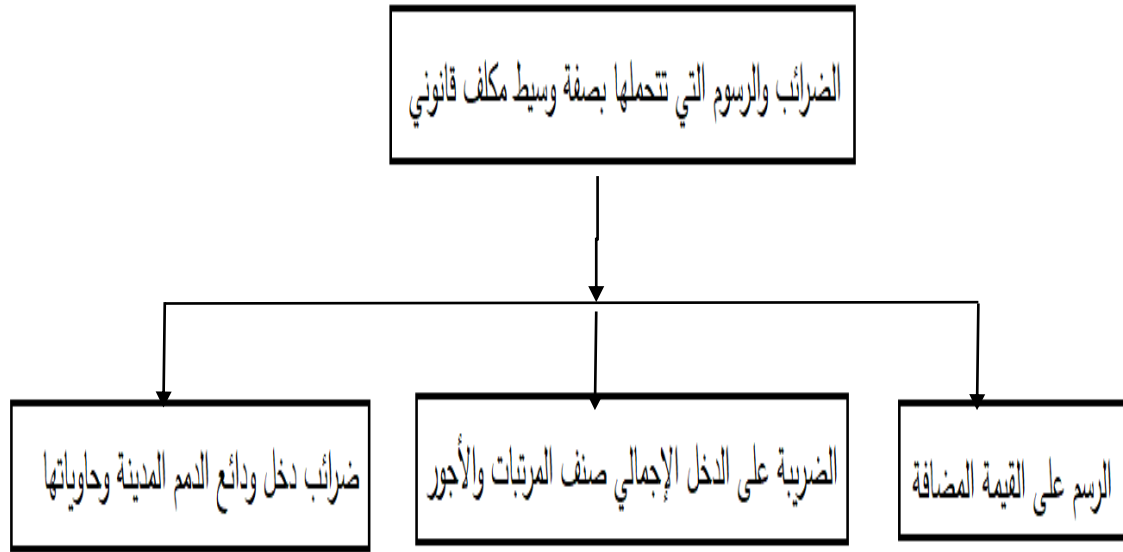 الضرائب والرسوم التي تتحملها بصفة وسيط مكلف قانوني
الرسم على القيمة المضافة
الضريبة على الدخل الإجمالي صنف المرتبات والأجور
ضرائب دخل ودائع الدمم المدينة وحاوياتها